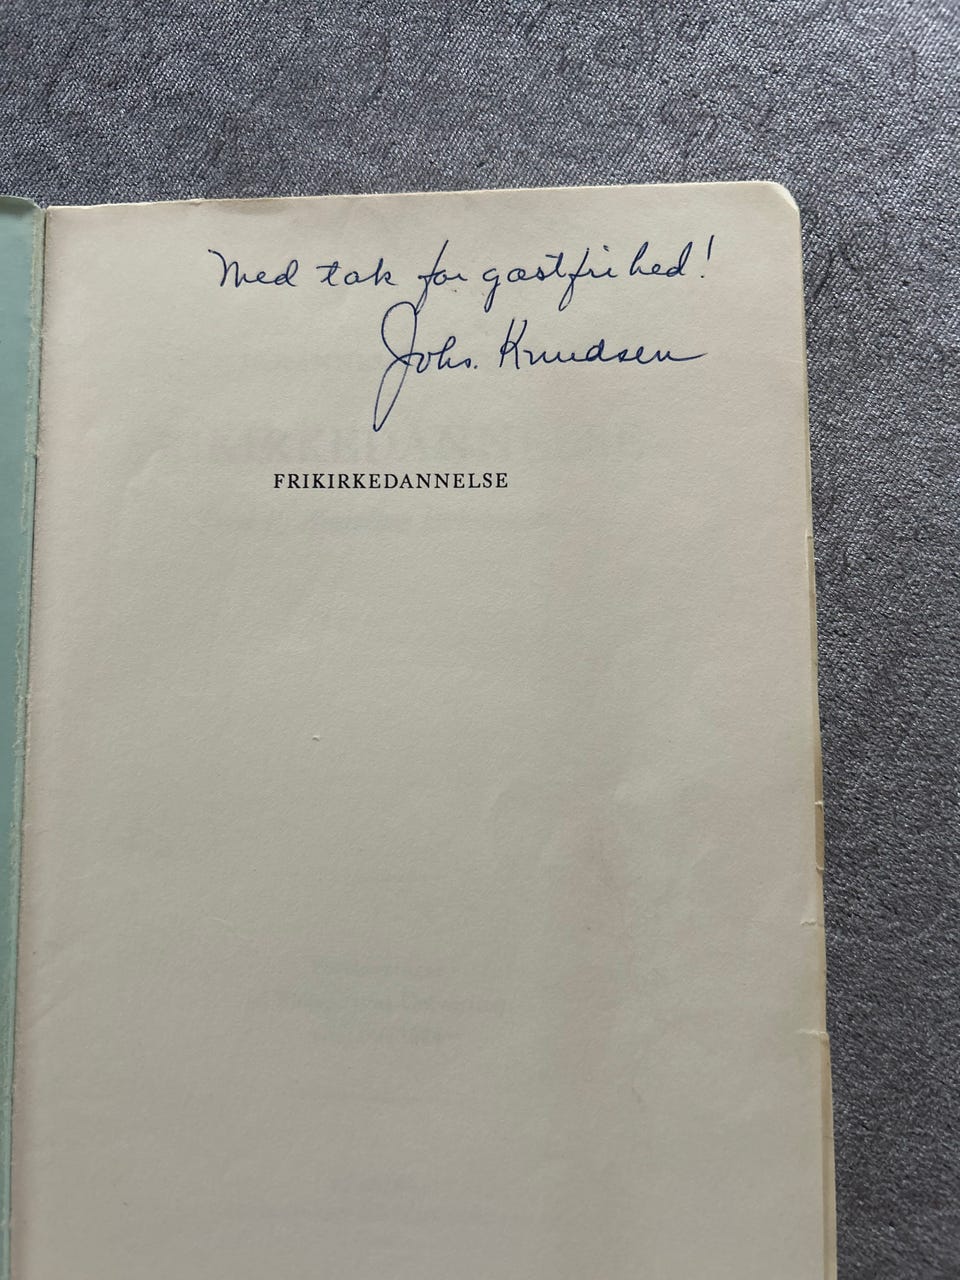 Med tak for gæstfrihed!
Johs. Knudsen
FRIKIRKEDANNELSE